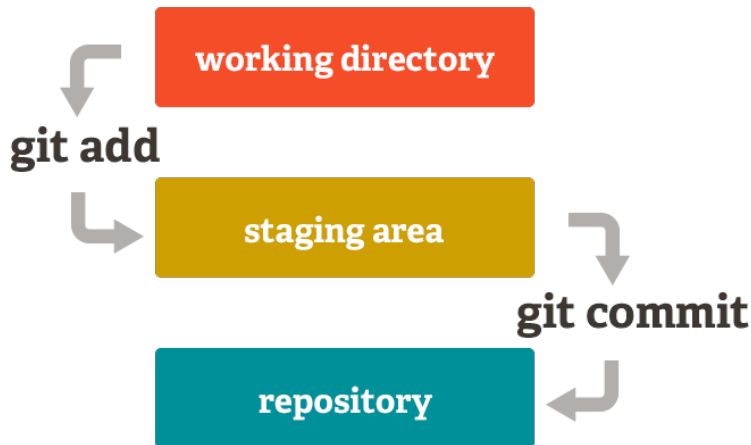 working directory
git add
staging area
git commit
repository